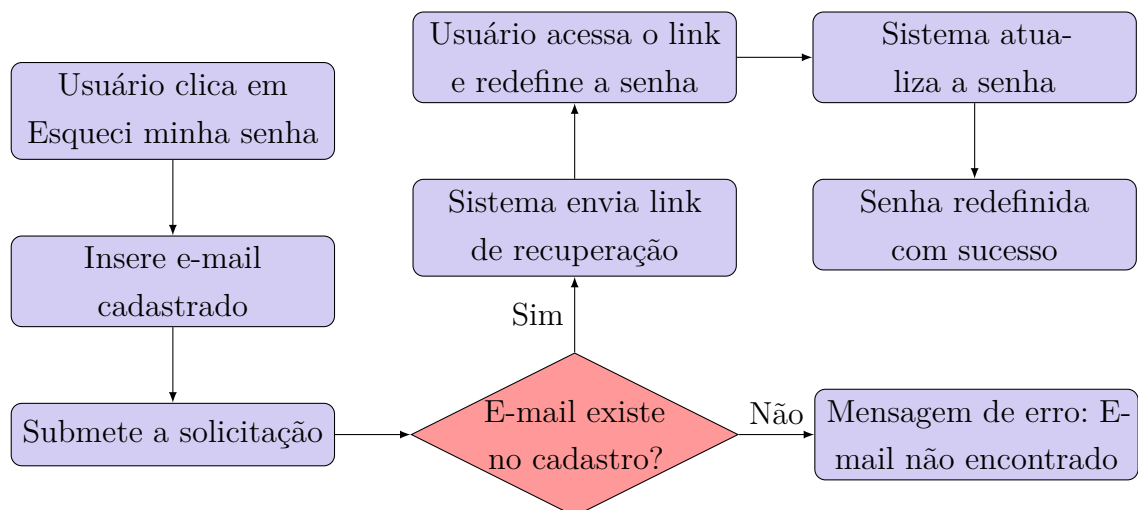 Usuário clica em
Esqueci minha senha
Insere e-mail
cadastrado
Submete a solicitação
E-mail existe
no cadastro?
Sim
Sistema envia link
de recuperação
Usuário acessa o link
e redefine a senha
Sistema atua-
liza a senha
Senha redefinida
com sucesso
Não
Mensagem de erro: E-
mail não encontrado